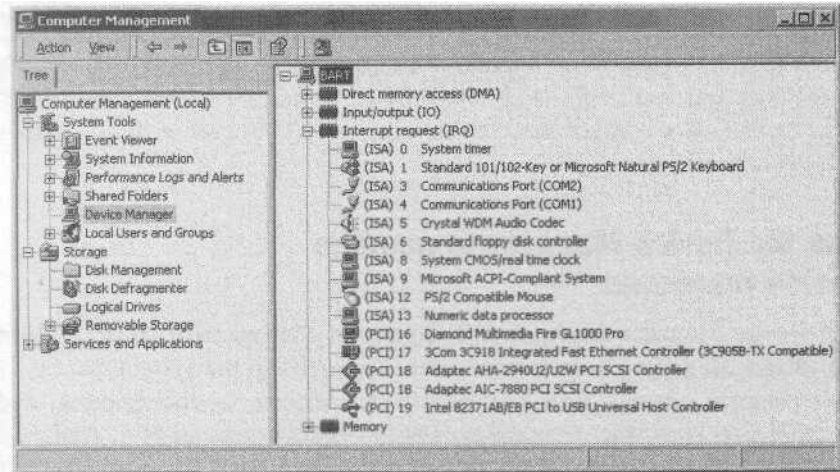 Computer Management
Action View
Tree
Computer Management (Local)
System Tools
Event Viewer
System Information
Performance Logs and Alerts
Shared Folders
Device Manager
Local Users and Groups
Storage
Disk Management
Disk Defragmenter
Logical Drives
Removable Storage
Services and Applications
BART
Direct memory access (DMA)
Input/output (IO)
Interrupt request (IRQ)
(ISA) 0 System timer
(ISA) 1 Standard 101/102-Key or Microsoft Natural PS/2 Keyboard
(ISA) 3 Communications Port (COM2)
(ISA) 4 Communications Port (COM1)
(ISA) 5 Crystal WDM Audio Codec
(ISA) 6 Standard floppy disk controller
(ISA) 8 System CMOS/real time clock
(ISA) 9 Microsoft ACPI-Compliant System
(ISA) 12 PS/2 Compatible Mouse
(ISA) 13 Numeric data processor
(PCI) 16 Diamond Multimedia Fire GL1000 Pro
(PCI) 17 3Com 3C918 Integrated Fast Ethernet Controller (3C905B-TX Compatible)
(PCI) 18 Adaptec AHA-2940U2/U2W PCI SCSI Controller
(PCI) 18 Adaptec AIC-7880 PCI SCSI Controller
(PCI) 19 Intel 82371AB/EB PCI to USB Universal Host Controller
Memory